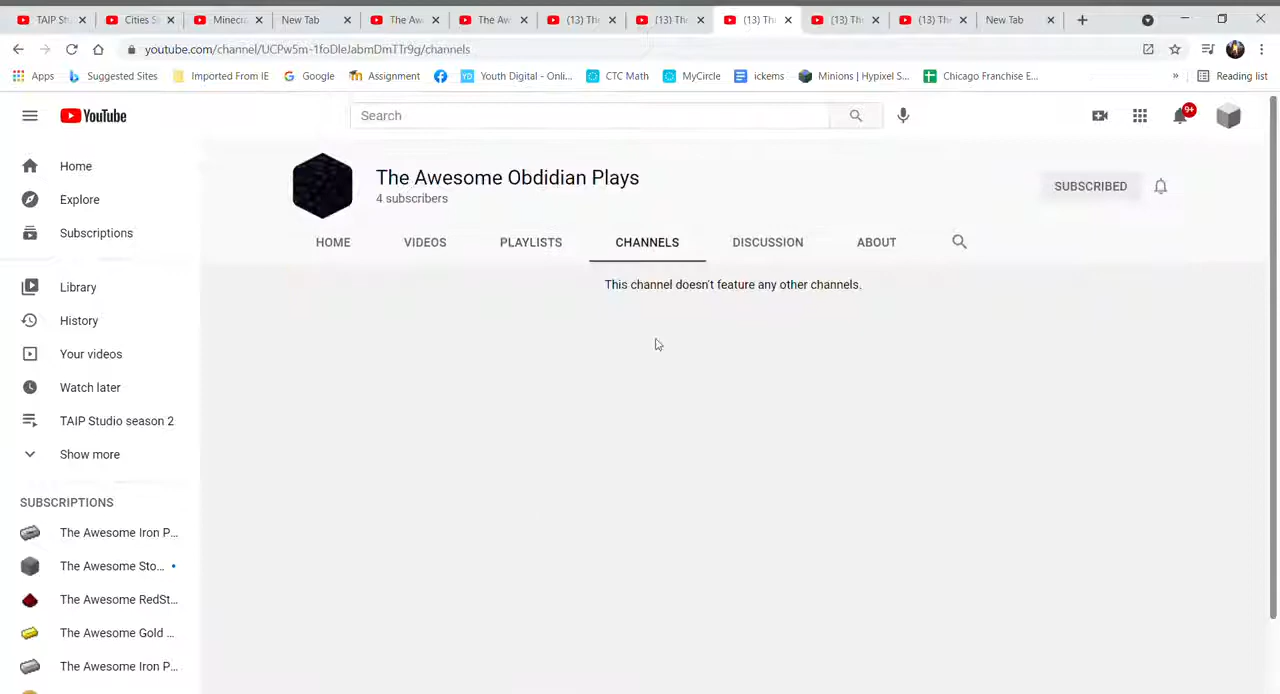 TAIP St
Cities S
Minecu
New Tab
The Aw
The Aw
(13) Th
(13) Th
(13) Th
(13) Th
(13) Th
New Tab
youtube.com/channel/UCPw5m-1foDleJabmDmTTr9g/channels
Apps
Suggested Sites
Imported From IE
Google
Assignment
Youth Digital - Onli...
CTC Math
MyCircle
ickems
Minions | Hypixel S...
Chicago Franchise E...
»
Reading list
YouTube
Search
9+
Home
Explore
Subscriptions
Library
History
Your videos
Watch later
TAIP Studio season 2
Show more
SUBSCRIPTIONS
The Awesome Iron P...
The Awesome Sto...
The Awesome RedSt...
The Awesome Gold ...
The Awesome Iron P...
The Awesome Obdidian Plays
4 subscribers
SUBSCRIBED
HOME
VIDEOS
PLAYLISTS
CHANNELS
DISCUSSION
ABOUT
This channel doesn't feature any other channels.